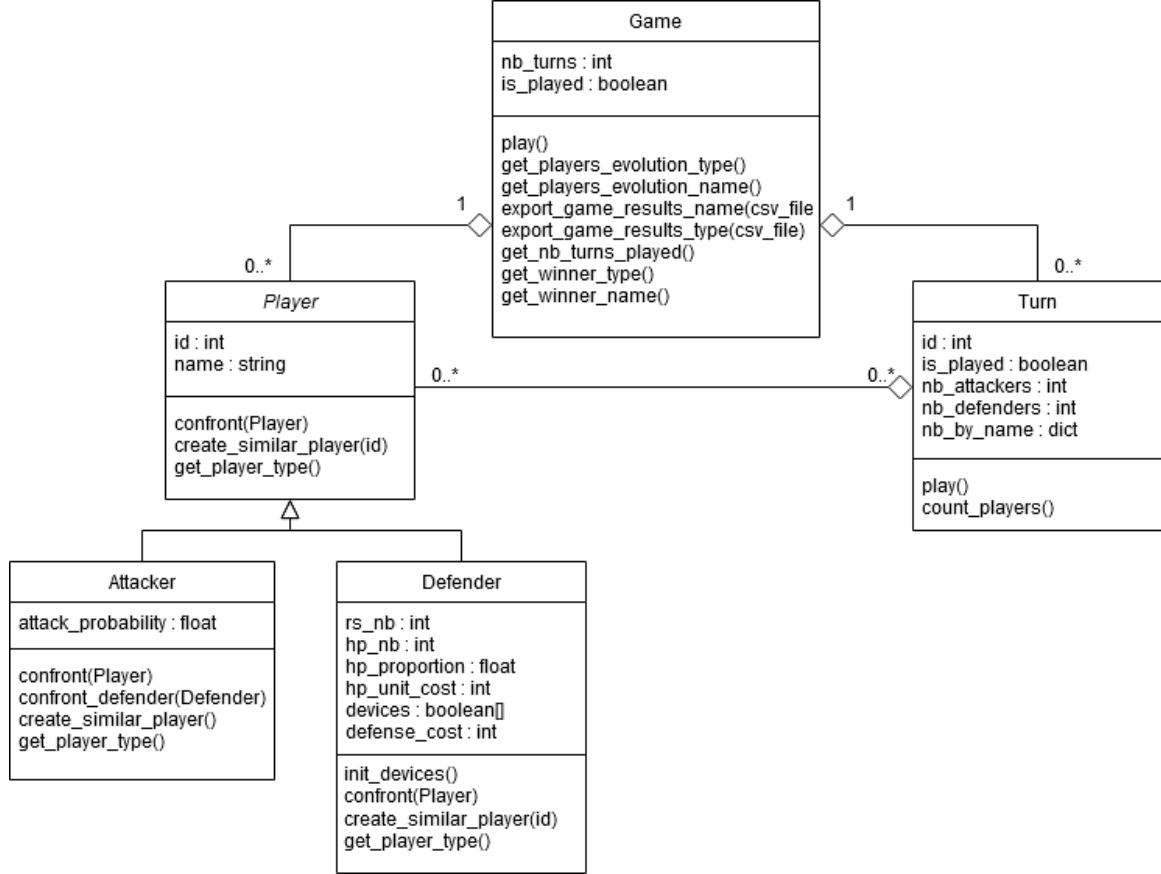 Game
nb_turns : int
is_played : boolean
play()
get_players_evolution_type()
get_players_evolution_name()
export_game_results_name(csv_file
export_game_results_type(csv_file)
get_nb_turns_played()
get_winner_type()
get_winner_name()
1
1
0..*
0..*
Player
id : int
name : string
confront(Player)
create_similar_player(id)
get_player_type()
0..*
0..*
Turn
id : int
is_played : boolean
nb_attackers : int
nb_defenders : int
nb_by_name : dict
play()
count_players()
Attacker
attack_probability : float
confront(Player)
confront_defender(Defender)
create_similar_player()
get_player_type()
Defender
rs_nb : int
hp_nb : int
hp_proportion : float
hp_unit_cost : int
devices : boolean[]
defense_cost : int
init_devices()
confront(Player)
create_similar_player(id)
get_player_type()